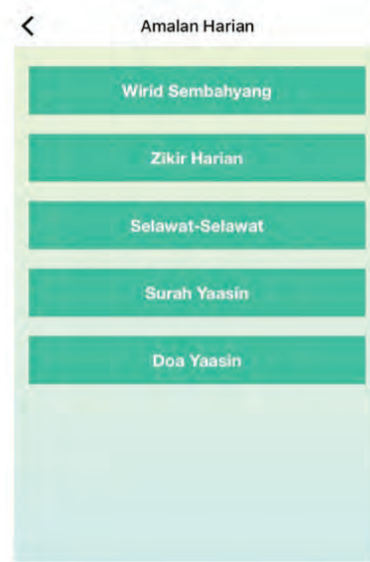 Amalan Harian
Wirid Sembahyang
Zikir Harian
Selawat-Selawat
Surah Yaasin
Doa Yaasin